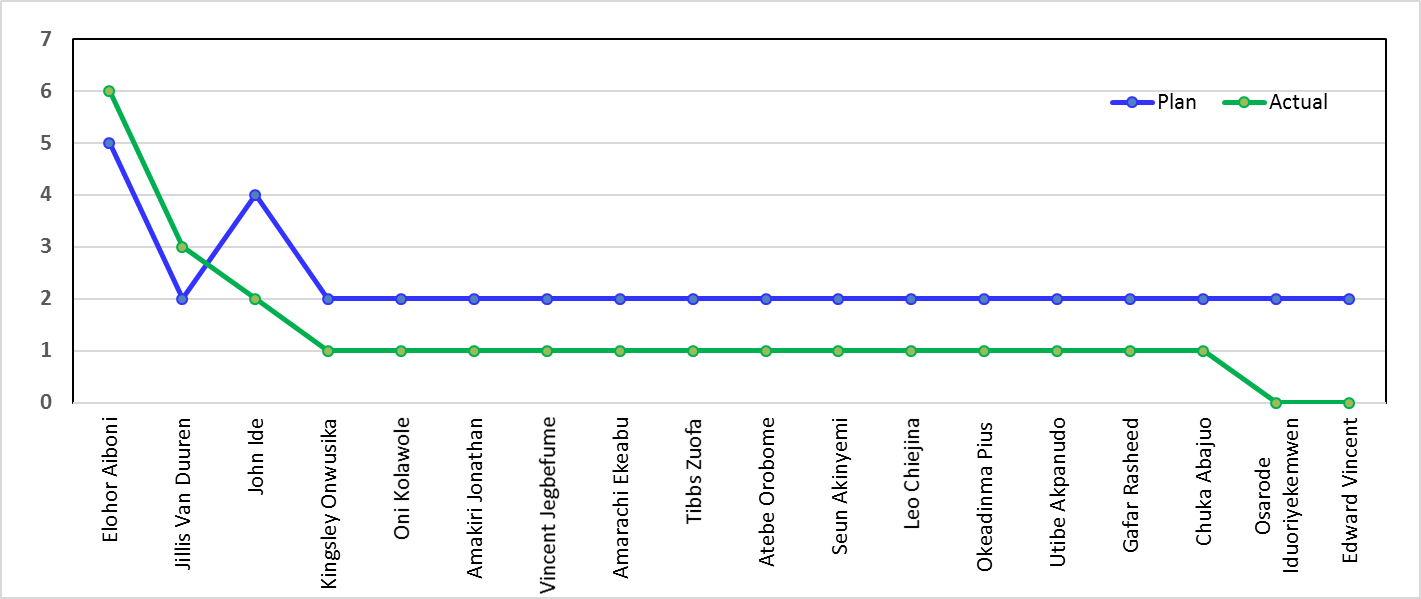 7
6
5
4
3
2
1
0
Plan
Actual
Elohor Aiboni
Jillis Van Duuren
John Ide
Kingsley Onwusika
Oni Kolawole
Amakiri Jonathan
Vincent Jegbefume
Amarachi Ekeabu
Tibbs Zuofa
Atebe Orobome
Seun Akinyemi
Leo Chiejina
Okeadinma Pius
Utibe Akpanudo
Gafar Rasheed
Chuka Abajuo
Osarode
Iduoriyekemwen
Edward Vincent